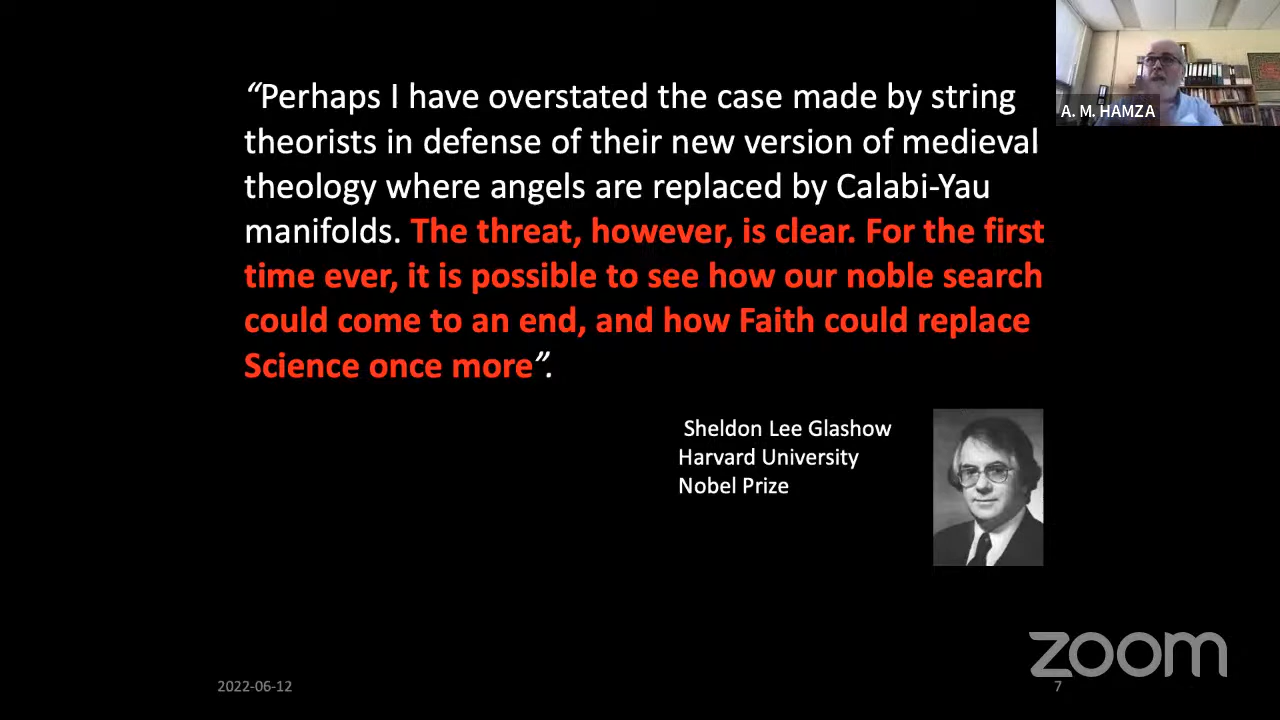 “Perhaps I have overstated the case made by string
theorists in defense of their new version of medieval
theology where angels are replaced by Calabi-Yau
manifolds. The threat, however, is clear. For the first
time ever, it is possible to see how our noble search
could come to an end, and how Faith could replace
Science once more”.
Sheldon Lee Glashow
Harvard University
Nobel Prize
A. M. HAMZA
zoom
2022-06-12
7